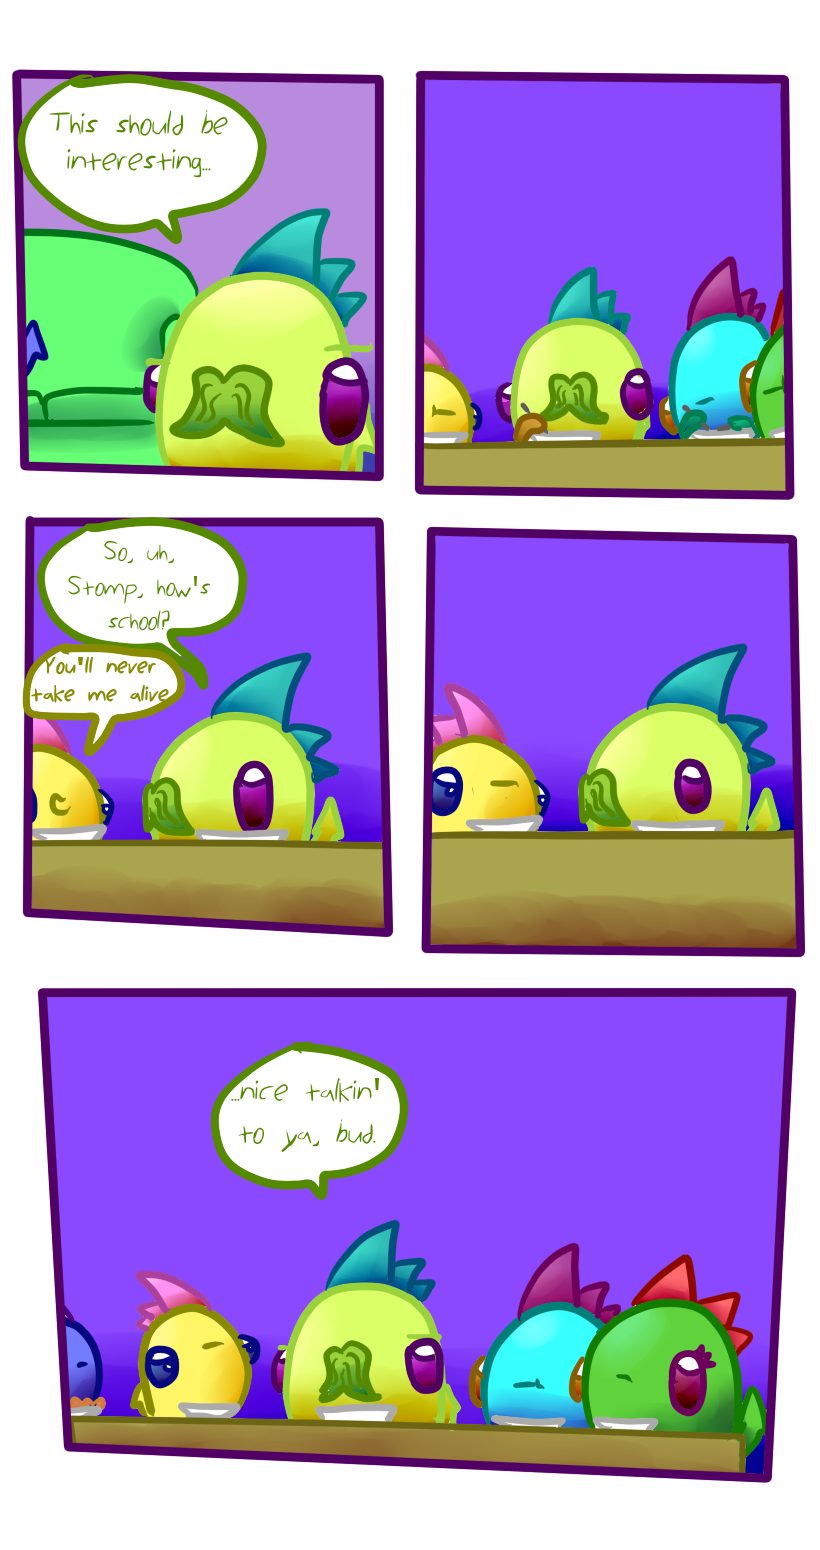 This should be
interesting...
So, uh,
Stomp, how's
school?
You'll never
take me alive
...nice talkin'
to ya, bud.